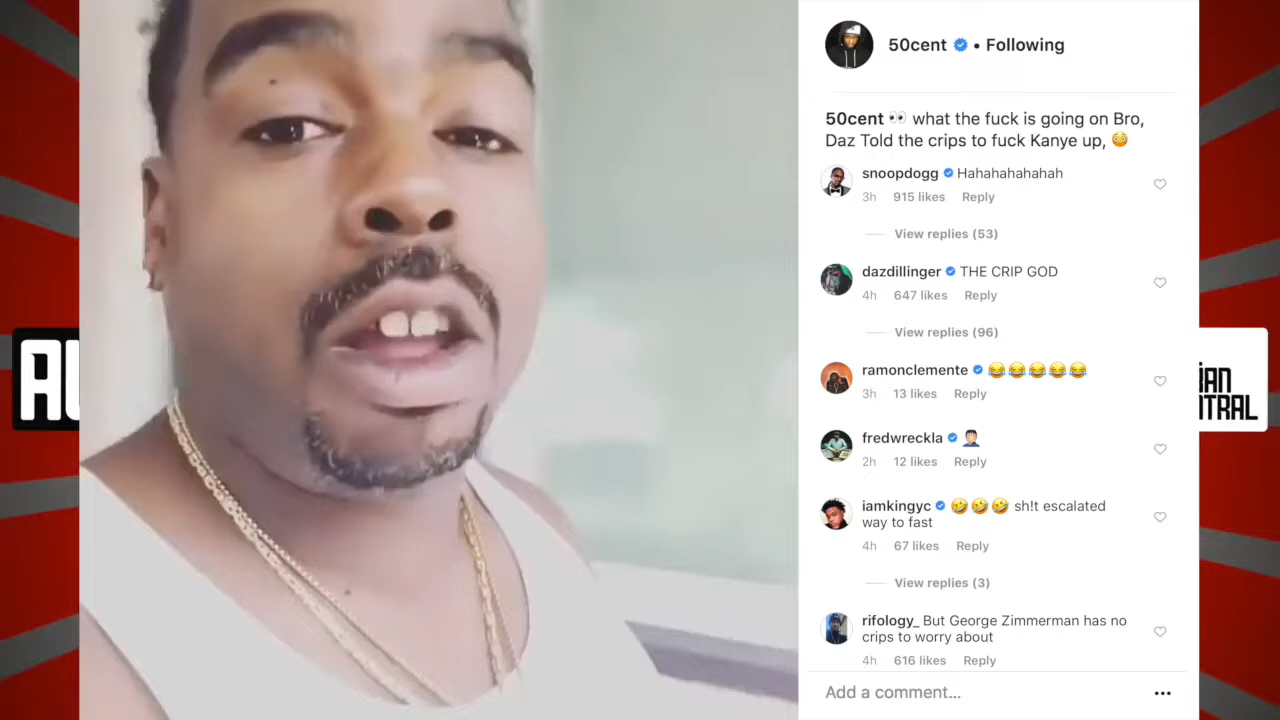 50cent • Following
50cent 👀 what the fuck is going on Bro,
Daz Told the crips to fuck Kanye up, 😳
snoopdogg Hahahahahahah
3h 915 likes Reply
View replies (53)
dazdillinger THE CRIP GOD
4h 647 likes Reply
View replies (96)
ramonclemente 😂😂😂😂😂
3h 13 likes Reply
fredwreckla 🤦🏻‍♂️
2h 12 likes Reply
iamkingyc 🤣🤣🤣 sh!t escalated
way to fast
4h 67 likes Reply
View replies (3)
rifology_ But George Zimmerman has no
crips to worry about
4h 616 likes Reply
Add a comment...